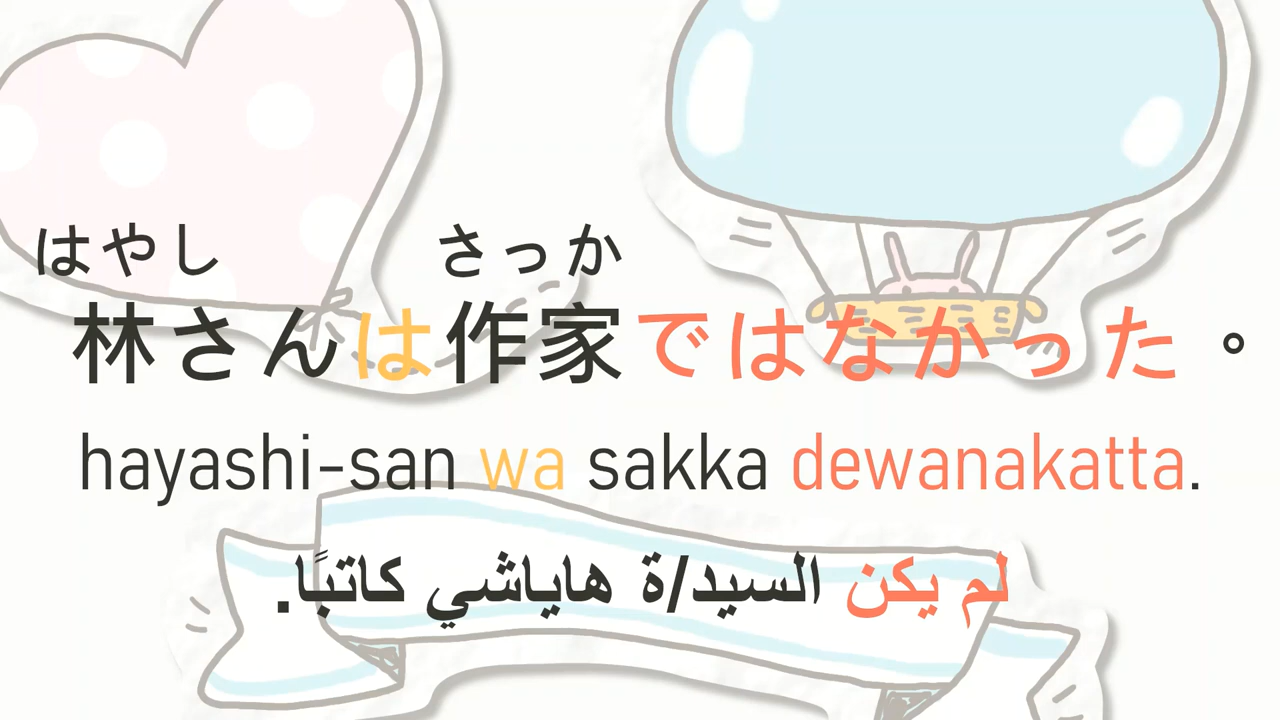 はやし さっか
林さんは作家ではなかった。
hayashi-san wa sakka dewanakatta.
لم يكن السيد/ة هاياشي كاتبًا.